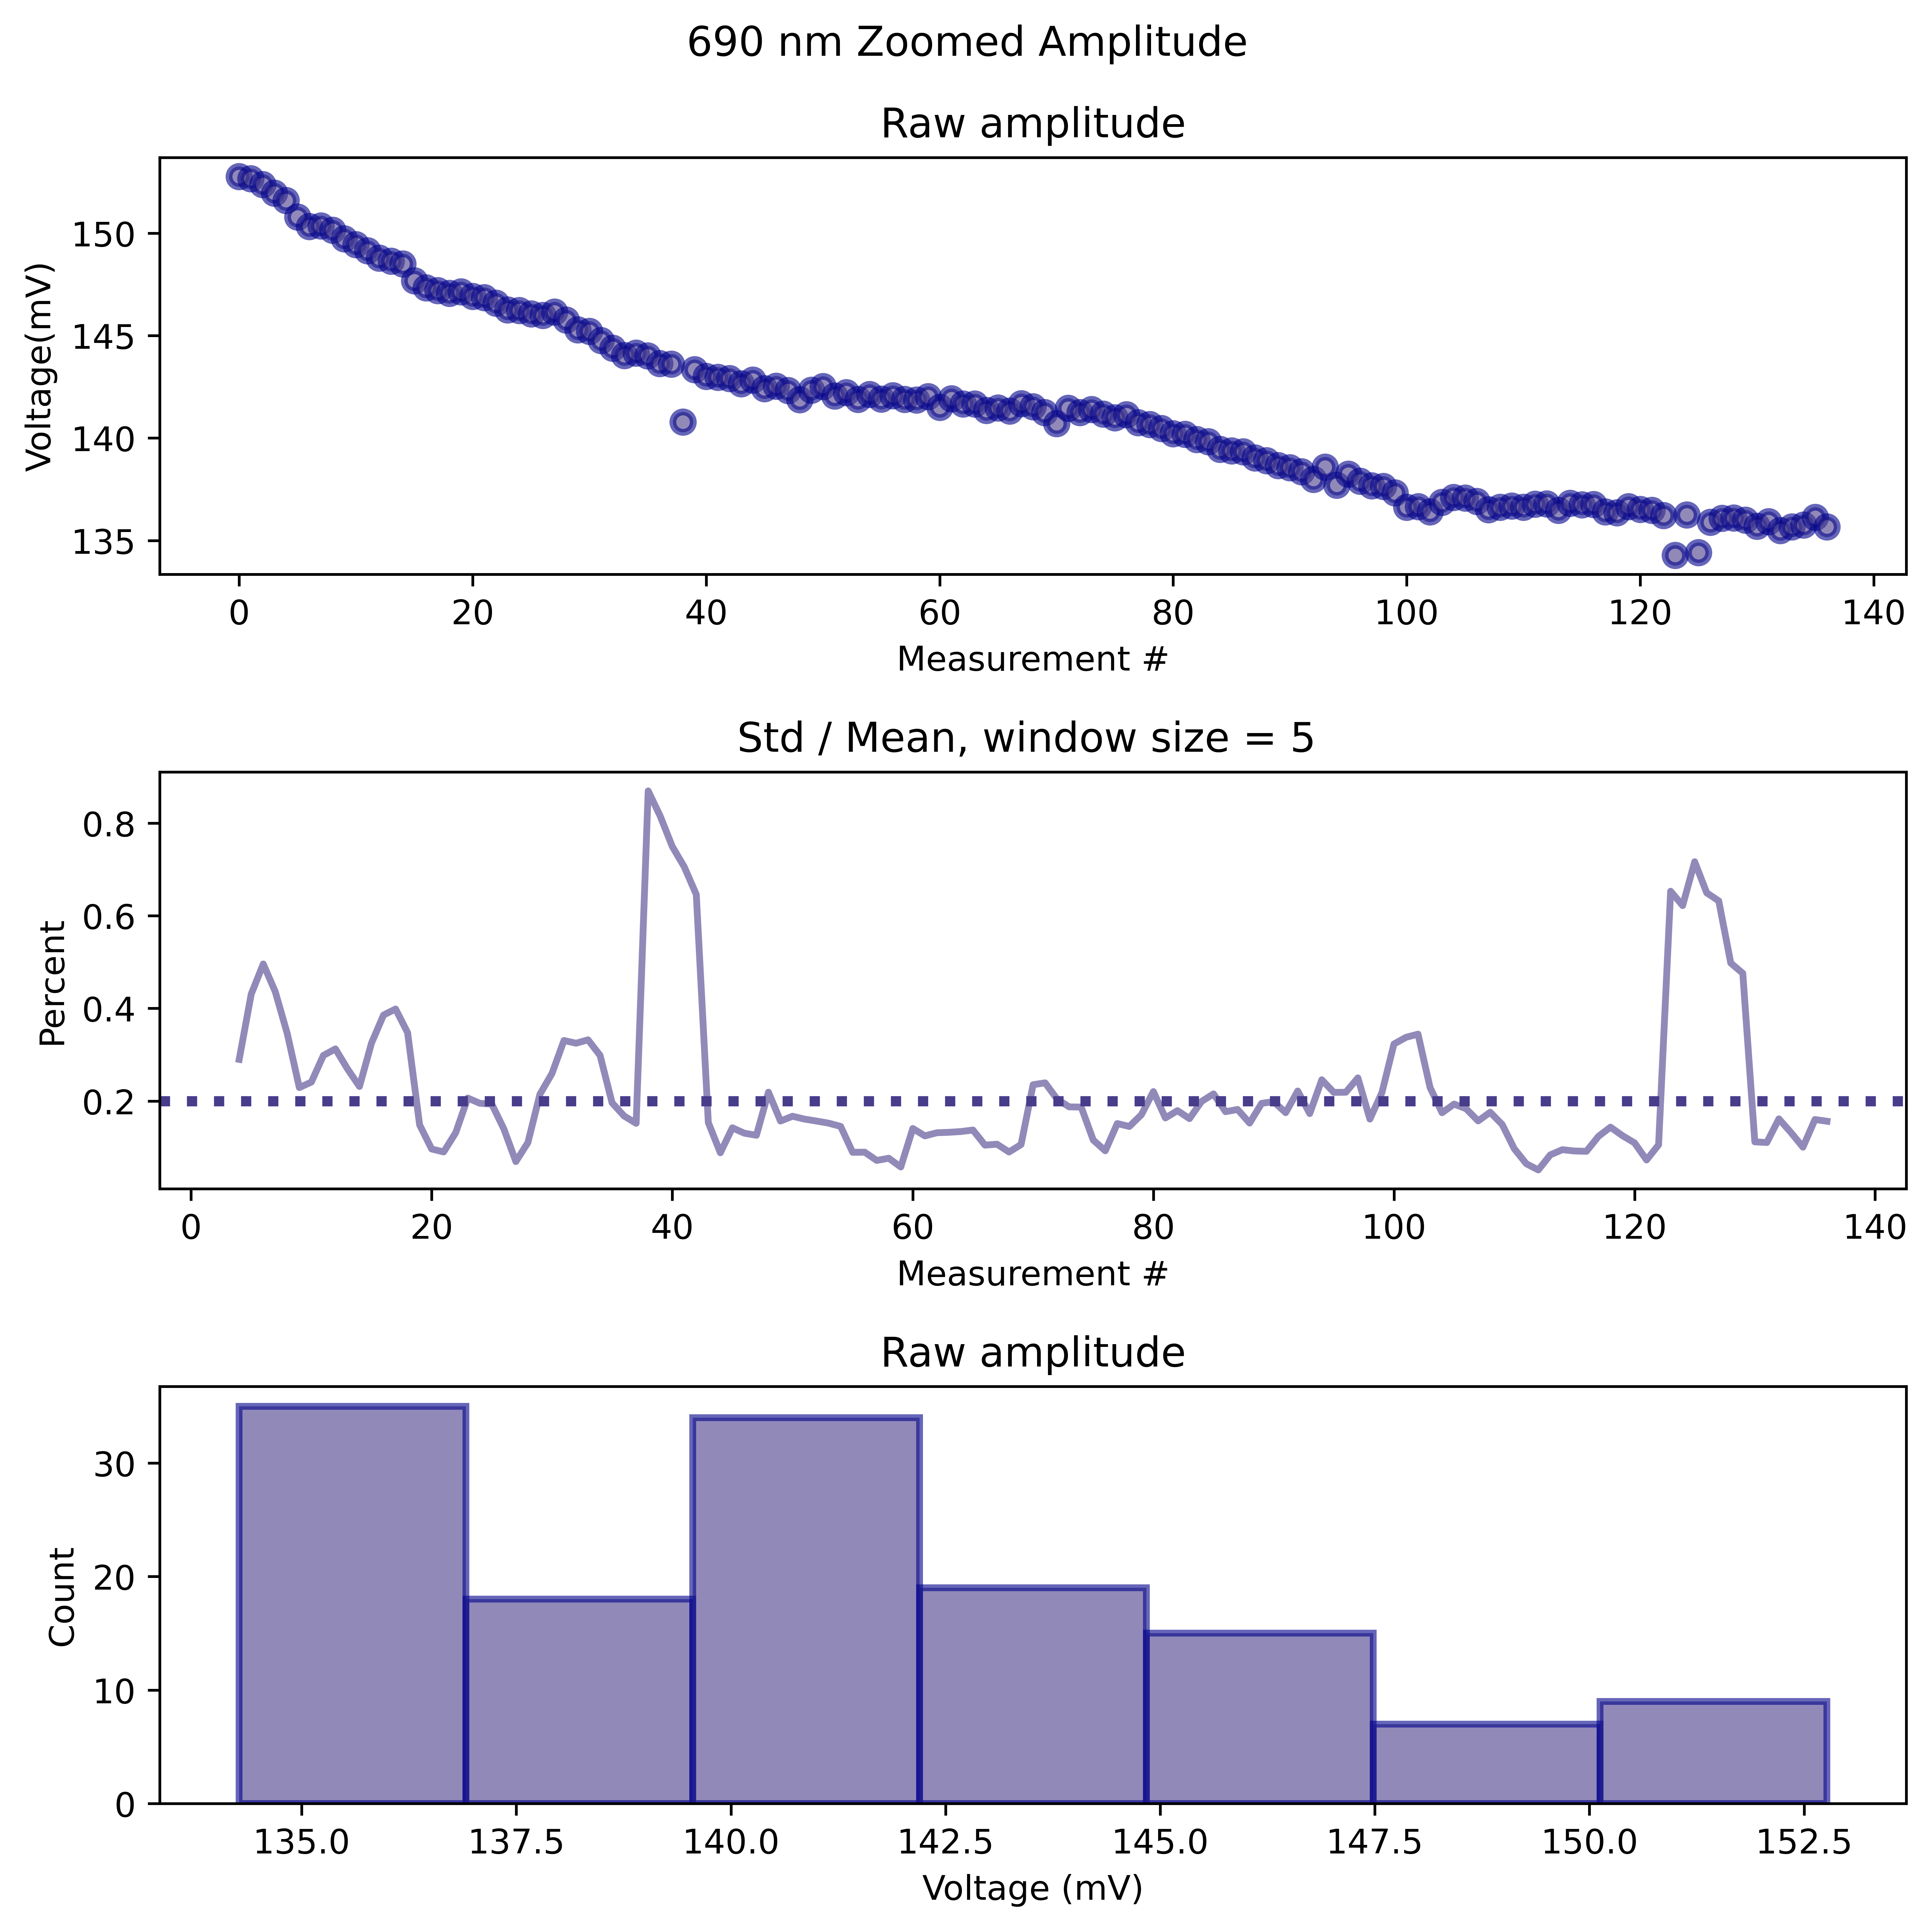 690 nm Zoomed Amplitude
Raw amplitude
Voltage(mV)
150
145
140
135
0 20 40 60 80 100 120 140
Measurement #
Std / Mean, window size = 5
Percent
0.8
0.6
0.4
0.2
0 20 40 60 80 100 120 140
Measurement #
Raw amplitude
Count
30
20
10
0
135.0 137.5 140.0 142.5 145.0 147.5 150.0 152.5
Voltage (mV)